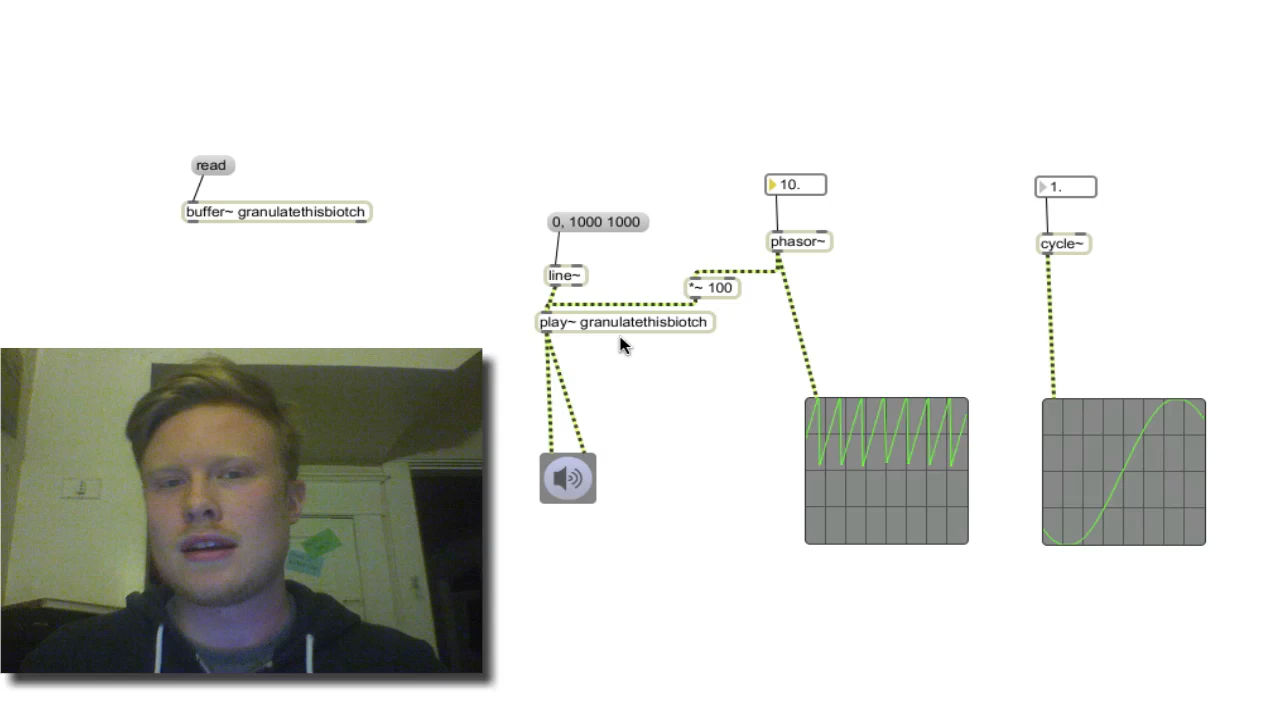 read
buffer~ granulatethisbiotch
0, 1000 1000
line~
play~ granulatethisbiotch
10.
phasor~
*~ 100
1.
cycle~